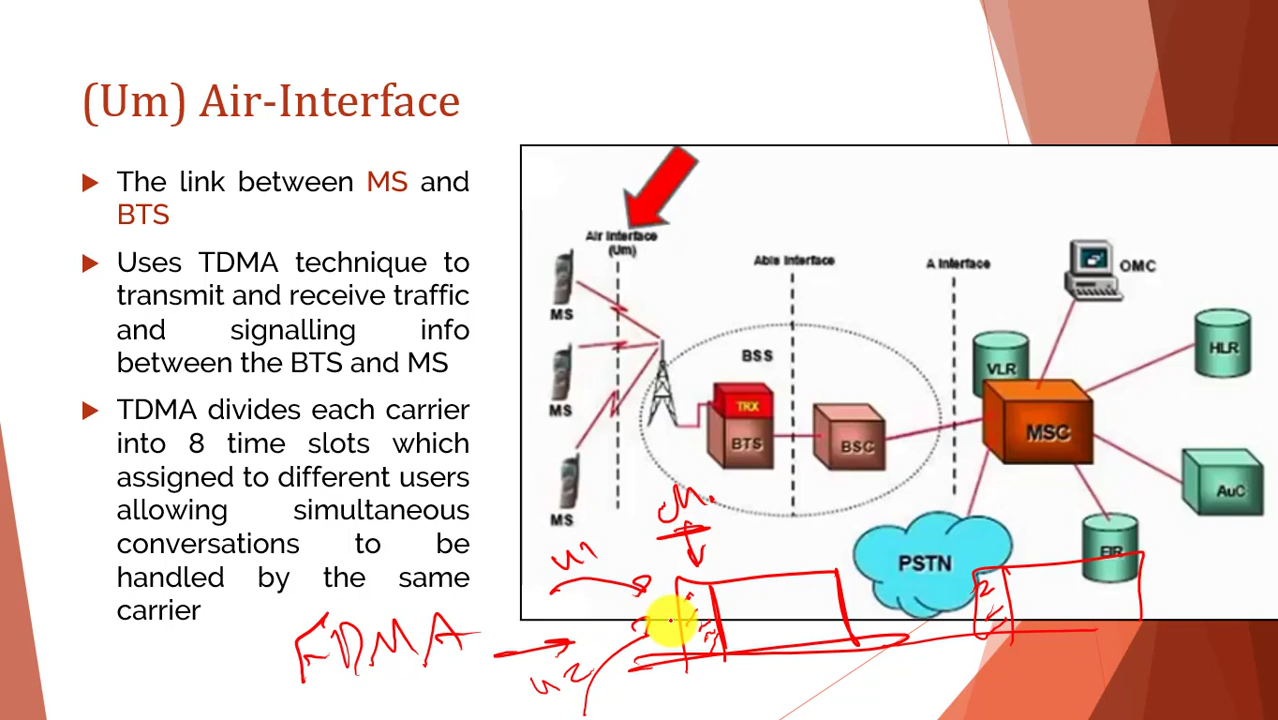 (Um) Air-Interface
The link between MS and
BTS
Uses TDMA technique to
transmit and receive traffic
and signalling info
between the BTS and MS
TDMA divides each carrier
into 8 time slots which
assigned to different users
allowing simultaneous
conversations to be
handled by the same
carrier
Air Interface
(Um)
Abis Interface
A Interface
OMC
MS
MS
MS
BSS
TRX
BTS
BSC
VLR
MSC
HLR
AuC
EIR
PSTN
U1
FDMA
U2